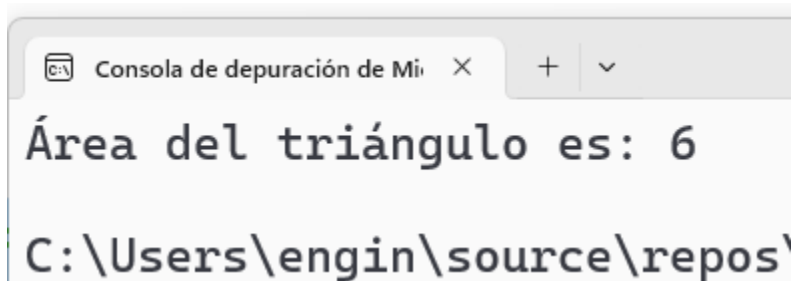 Consola de depuración de Mi
Área del triángulo es: 6
C:\Users\engin\source\repos\